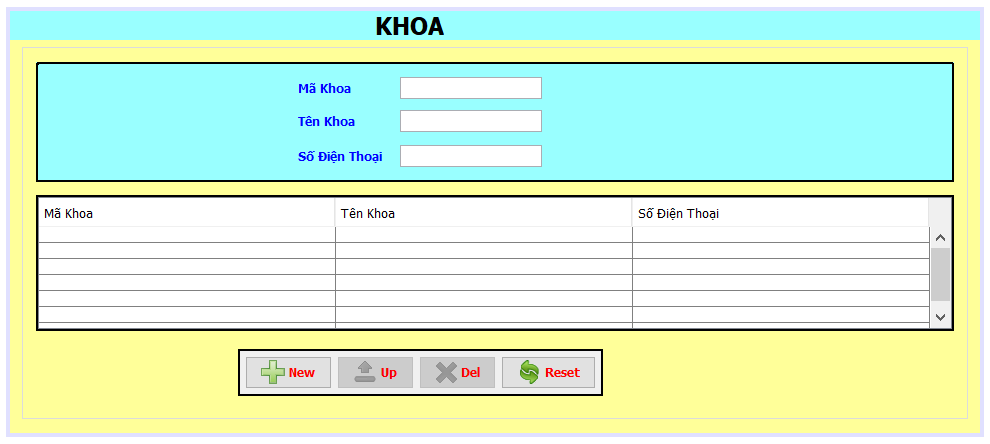 KHOA
Mã Khoa
Tên Khoa
Số Điện Thoại
Mã Khoa Tên Khoa Số Điện Thoại
New Up Del Reset